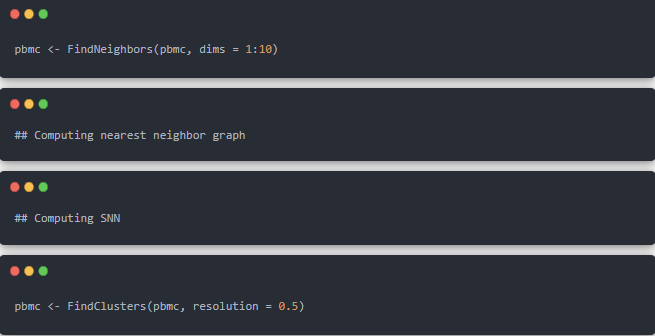 pbmc <- FindNeighbors(pbmc, dims = 1:10)
## Computing nearest neighbor graph
## Computing SNN
pbmc <- FindClusters(pbmc, resolution = 0.5)